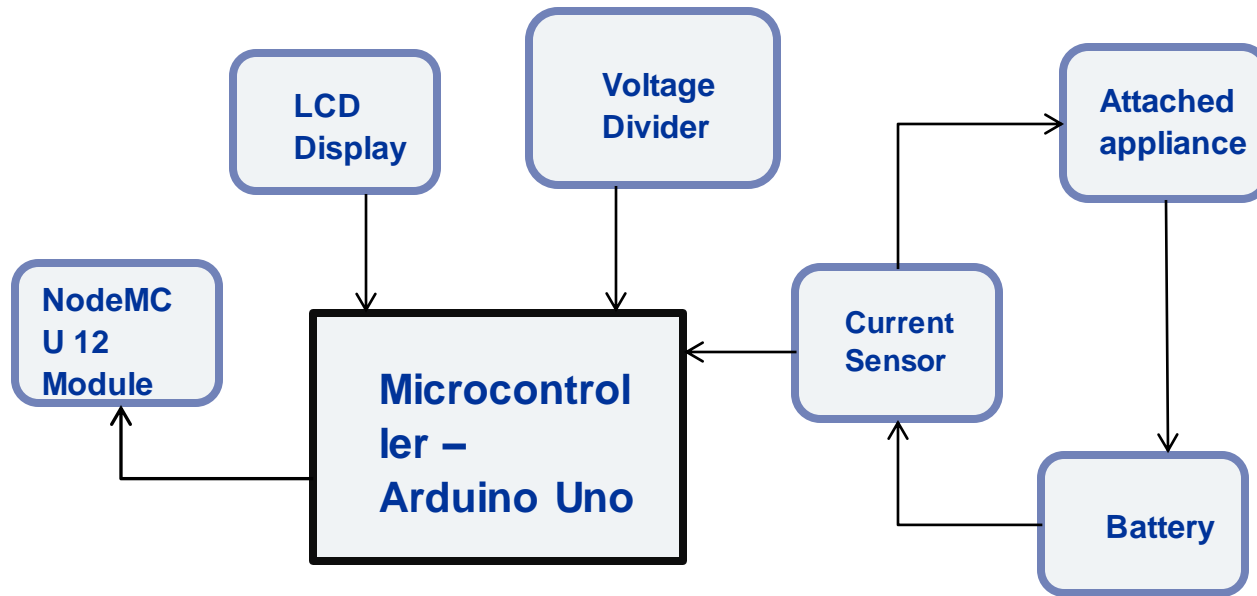 LCD
Display
Voltage
Divider
Attached
appliance
NodeMC
U 12
Module
Microcontrol
ler –
Arduino Uno
Current
Sensor
Battery